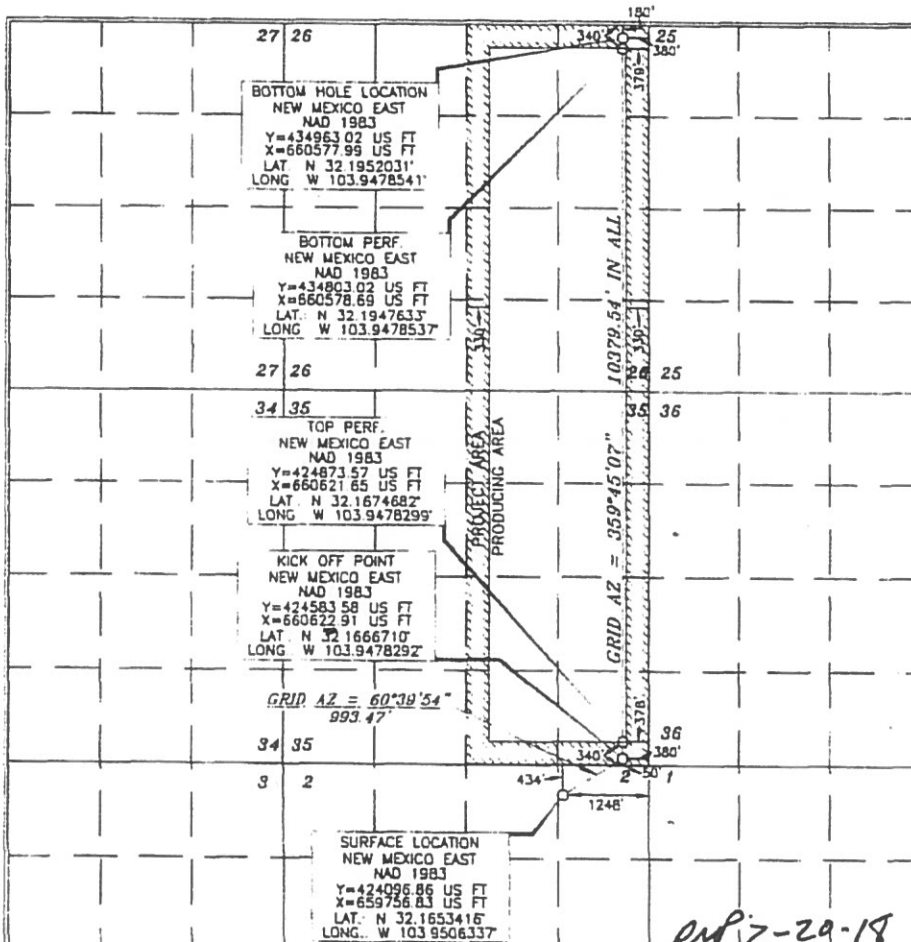 180'
27 26
340'
25
380'
379'
BOTTOM HOLE LOCATION
NEW MEXICO EAST
NAD 1983
Y=434963.02 US FT
X=660577.99 US FT
LAT. N 32.1952031°
LONG. W 103.9478541°
BOTTOM PERF.
NEW MEXICO EAST
NAD 1983
Y=434803.02 US FT
X=660578.69 US FT
LAT. N 32.1947633°
LONG. W 103.9478537°
10379.54' IN ALL
330'
330'
27 26
26 25
34 35
35 36
TOP PERF.
NEW MEXICO EAST
NAD 1983
Y=424873.57 US FT
X=660621.65 US FT
LAT. N 32.1674682°
LONG. W 103.9478299°
PROJECT AREA
PRODUCING AREA
GRID AZ = 359°45'07"
KICK OFF POINT
NEW MEXICO EAST
NAD 1983
Y=424583.58 US FT
X=660622.91 US FT
LAT. N 32.1666710°
LONG. W 103.9478292°
GRID AZ = 60°39'54"
993.47'
378'
34 35
36
340'
380'
3 2
434'
2
50'
1
1248'
SURFACE LOCATION
NEW MEXICO EAST
NAD 1983
Y=424096.86 US FT
X=659756.83 US FT
LAT. N 32.1653416°
LONG. W 103.9506337°
7-29-18